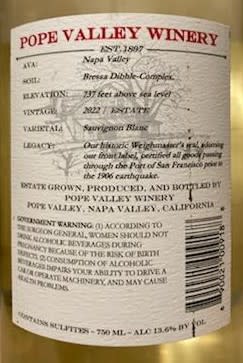 POPE VALLEY WINERY
EST. 1897
AVA: Napa Valley
SOIL: Bressa Dibble-Complex
ELEVATION: 737 feet above sea level
VINTAGE: 2022 / ESTATE
VARIETAL: Sauvignon Blanc
LEGACY: Our historic Weighmaster's seal, adorning
our front label, certified all goods passing
through the Port of San Francisco prior to
the 1906 earthquake.
ESTATE GROWN, PRODUCED, AND BOTTLED BY
POPE VALLEY WINERY
POPE VALLEY, NAPA VALLEY, CALIFORNIA
GOVERNMENT WARNING: (1) ACCORDING TO
THE SURGEON GENERAL, WOMEN SHOULD NOT
DRINK ALCOHOLIC BEVERAGES DURING
PREGNANCY BECAUSE OF THE RISK OF BIRTH
DEFECTS. (2) CONSUMPTION OF ALCOHOLIC
BEVERAGES IMPAIRS YOUR ABILITY TO DRIVE A
CAR OR OPERATE MACHINERY, AND MAY CAUSE
HEALTH PROBLEMS.
CONTAINS SULFITES - 750 ML - ALC 13.6% BY VOL